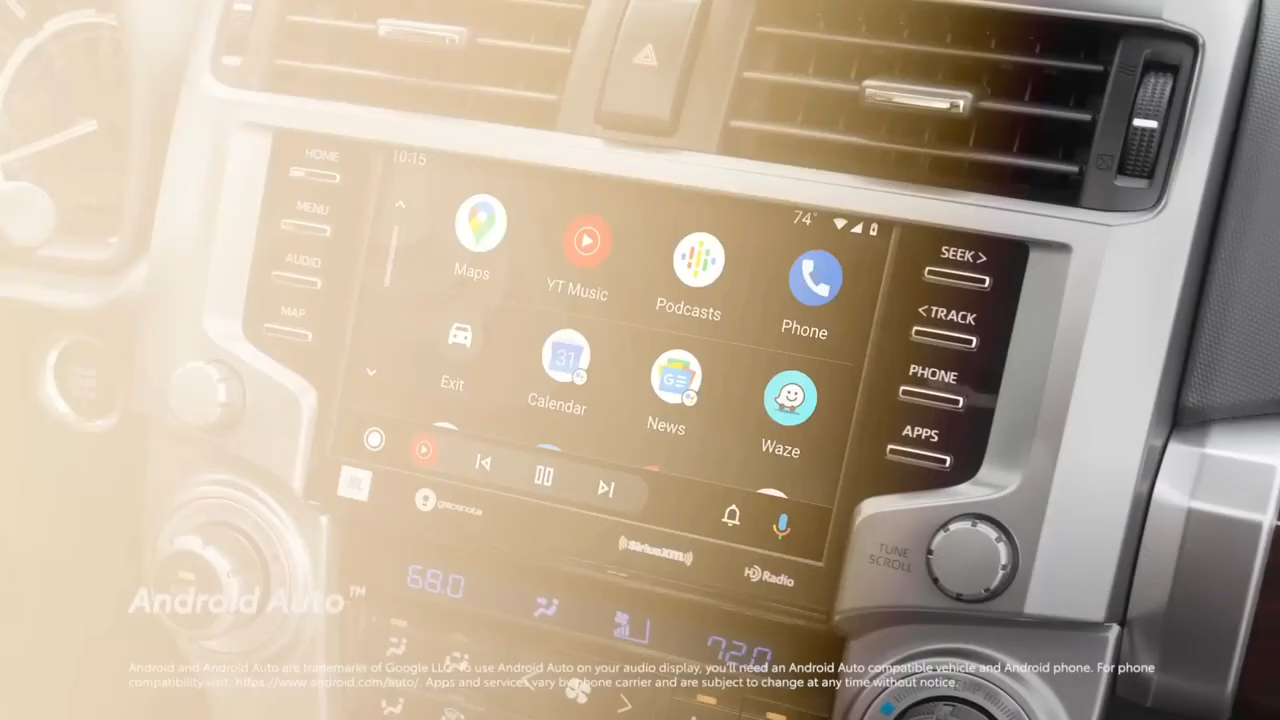 HOME
MENU
AUDIO
MAP
10:15
74°
Maps
YT Music
Podcasts
Phone
Exit
31
Calendar
GE
News
Waze
SEEK >
< TRACK
PHONE
APPS
JBL
gracenote
SiriusXM
HD Radio
TUNE
SCROLL
68.0
72.0
Android Auto™
Android and Android Auto are trademarks of Google LLC. To use Android Auto on your audio display, you'll need an Android Auto compatible vehicle and Android phone. For phone
compatibility visit: https://www.android.com/auto/. Apps and services vary by phone carrier and are subject to change at any time without notice.